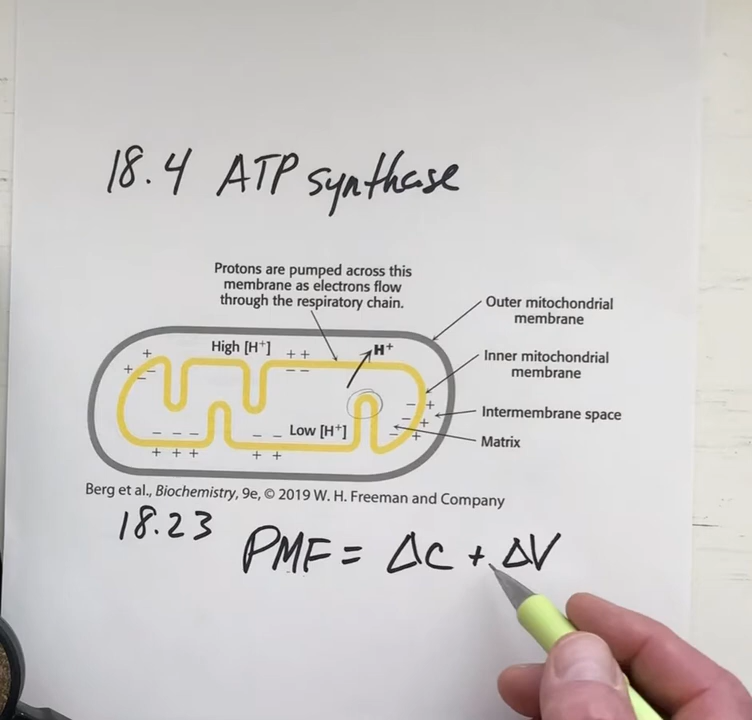 18.4 ATP synthase
Protons are pumped across this
membrane as electrons flow
through the respiratory chain.
Outer mitochondrial
membrane
High [H⁺]
++
H⁺
Inner mitochondrial
membrane
+
+
−
−
− −
−
+
−
+
−
+
Intermembrane space
− − −
− −
Low [H⁺]
Matrix
+ + +
+ +
Berg et al., Biochemistry, 9e, © 2019 W. H. Freeman and Company
18.23
PMF = ΔC + ΔV